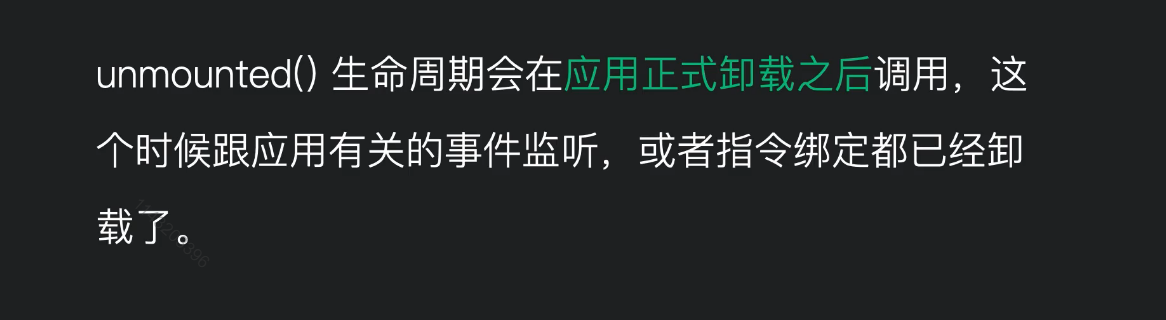 unmounted() 生命周期会在应用正式卸载之后调用，这
个时候跟应用有关的事件监听，或者指令绑定都已经卸
载了。